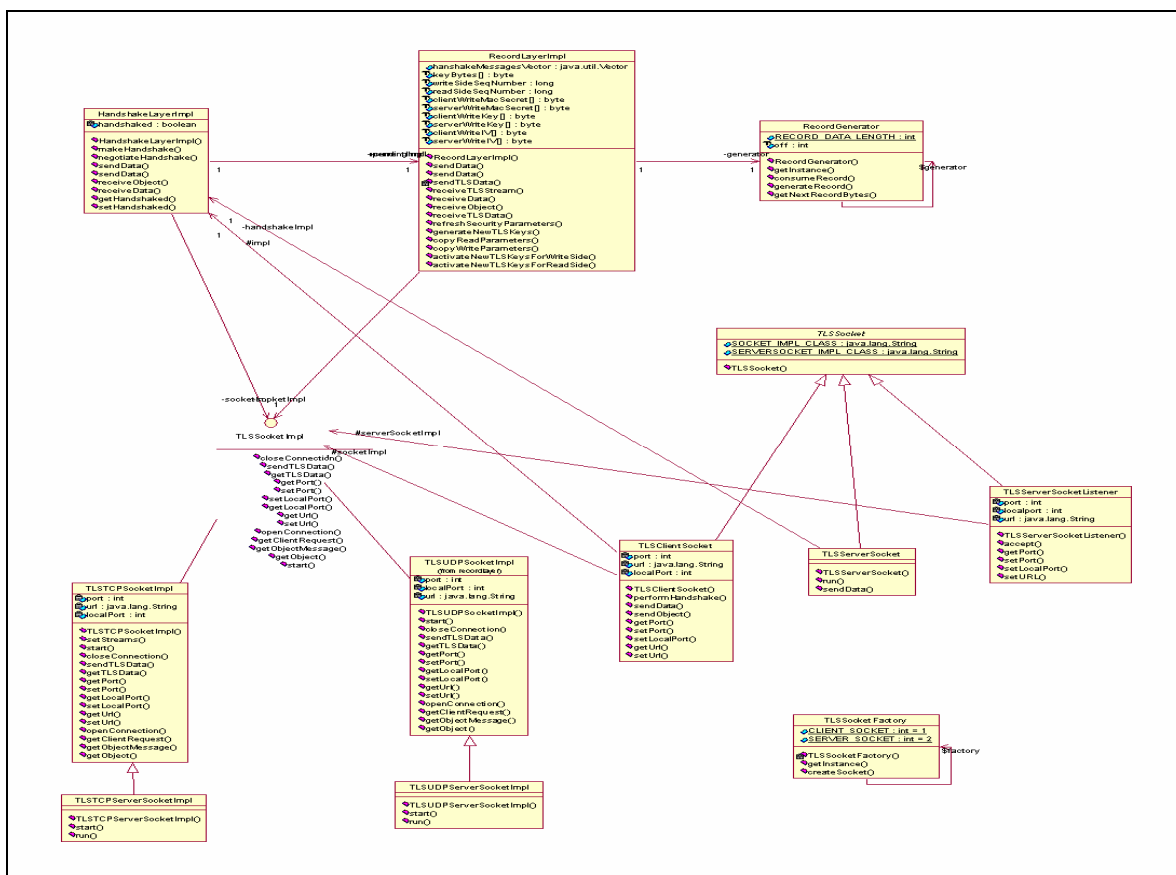 RecordLayerImpl
hanshakeMessagesVector : java.util.Vector
keyBytes[] : byte
writeSideSeqNumber : long
readSideSeqNumber : long
clientWriteMacSecret[] : byte
serverWriteMacSecret[] : byte
clientWriteKey[] : byte
serverWriteKey[] : byte
clientWriteIV[] : byte
serverWriteIV[] : byte
RecordLayerImpl()
sendData()
sendData()
sendTLSData()
receiveTLSStream()
receiveData()
receiveObject()
receiveTLSData()
refreshSecurityParameters()
generateNewTLSKeys()
copyReadParameters()
copyWriteParameters()
activateNewTLSKeysForWriteSide()
activateNewTLSKeysForReadSide()
HandshakeLayerImpl
handshaked : boolean
HandshakeLayerImpl()
makeHandshake()
negotiateHandshake()
sendData()
sendData()
receiveObject()
receiveData()
getHandshaked()
setHandshaked()
1
1
1
-generator
1
RecordGenerator
RECORD_DATA_LENGTH : int
off : int
RecordGenerator()
getInstance()
consumeRecord()
generateRecord()
getNextRecordBytes()
$generator
1
-handshakeImpl
1
#impl
TLSSocket
SOCKET_IMPL_CLASS : java.lang.String
SERVERSOCKET_IMPL_CLASS : java.lang.String
TLSSocket()
1
TLSSocketImpl
#serverSocketImpl
#socketImpl
closeConnection()
sendTLSData()
getTLSData()
getPort()
setPort()
setLocalPort()
getLocalPort()
getUrl()
setUrl()
openConnection()
getClientRequest()
getObjectMessage()
getObject()
start()
TLSServerSocketListener
port : int
localport : int
url : java.lang.String
TLSServerSocketListener()
accept()
getPort()
setPort()
setLocalPort()
setURL()
TLSClientSocket
port : int
url : java.lang.String
localPort : int
TLSClientSocket()
performHandshake()
sendData()
sendObject()
getPort()
setPort()
setLocalPort()
getUrl()
setUrl()
TLSServerSocket
TLSServerSocket()
run()
sendData()
TLSUDPSocketImpl
(from recordlayer)
port : int
localPort : int
url : java.lang.String
TLSUDPSocketImpl()
start()
closeConnection()
sendTLSData()
getTLSData()
getPort()
setPort()
getLocalPort()
setLocalPort()
getUrl()
setUrl()
openConnection()
getClientRequest()
getObjectMessage()
getObject()
TLSTCPSocketImpl
port : int
url : java.lang.String
localPort : int
TLSTCPSocketImpl()
setStreams()
start()
closeConnection()
sendTLSData()
getTLSData()
getPort()
setPort()
getLocalPort()
setLocalPort()
getUrl()
setUrl()
openConnection()
getClientRequest()
getObjectMessage()
getObject()
TLSSocketFactory
CLIENT_SOCKET : int = 1
SERVER_SOCKET : int = 2
TLSSocketFactory()
getInstance()
createSocket()
$factory
TLSTCPServerSocketImpl
TLSTCPServerSocketImpl()
start()
run()
TLSUDPServerSocketImpl
TLSUDPServerSocketImpl()
start()
run()